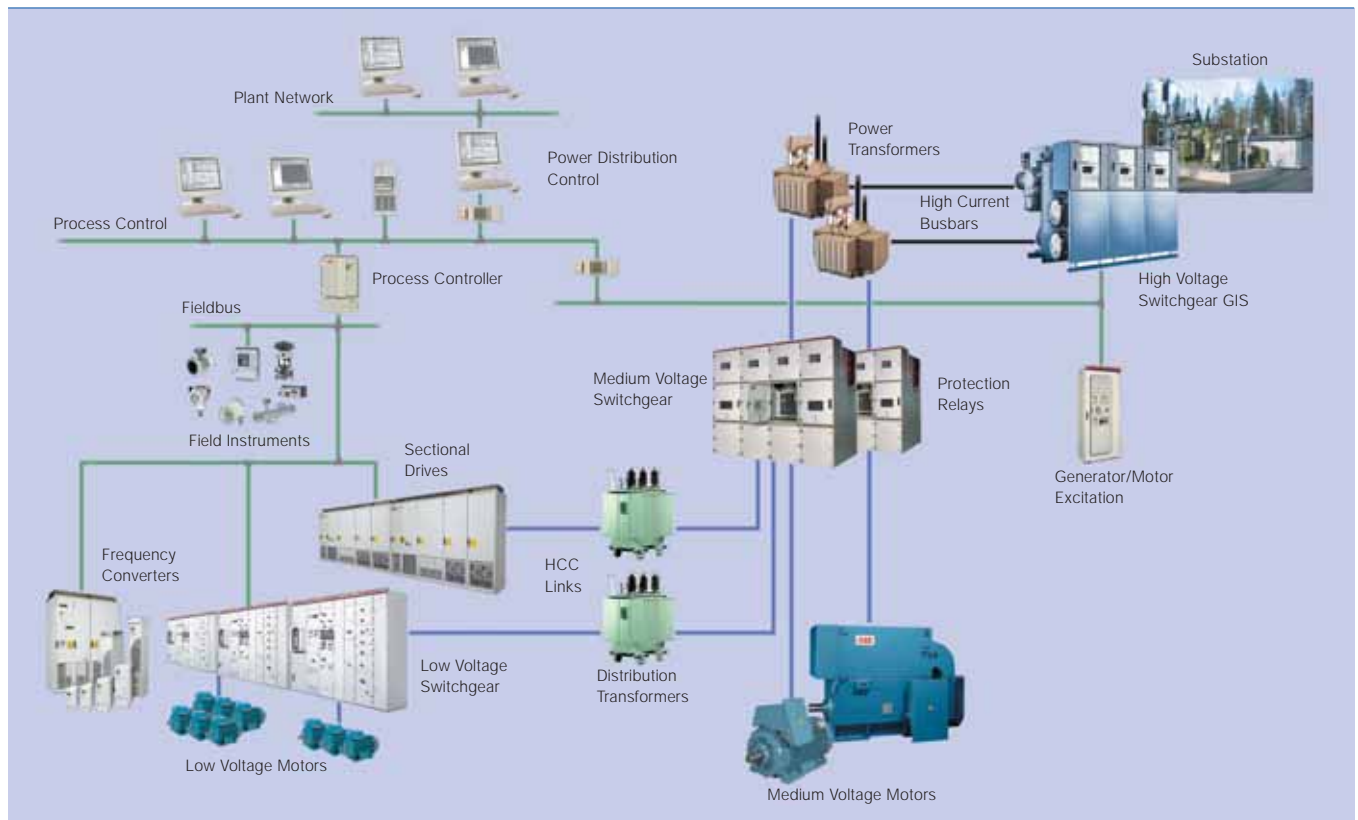 Substation
Plant Network
Power
Transformers
Power Distribution
Control
High Current
Busbars
Process Control
Process Controller
High Voltage
Switchgear GIS
Fieldbus
Medium Voltage
Switchgear
Protection
Relays
Field Instruments
Sectional
Drives
Generator/Motor
Excitation
Frequency
Converters
HCC
Links
Low Voltage
Switchgear
Distribution
Transformers
ABB
Low Voltage Motors
Medium Voltage Motors